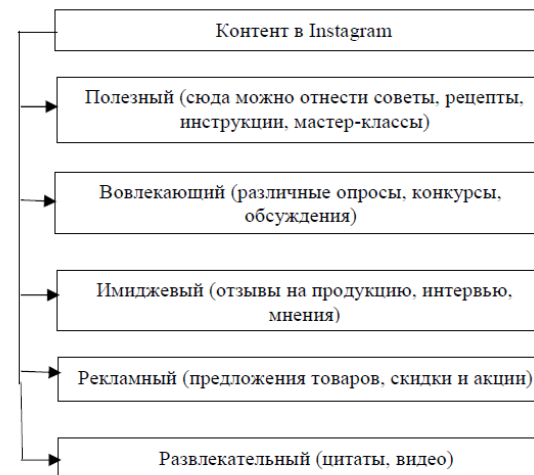 Контент в Instagram
Полезный (сюда можно отнести советы, рецепты,
инструкции, мастер-классы)
Вовлекающий (различные опросы, конкурсы,
обсуждения)
Имиджевый (отзывы на продукцию, интервью,
мнения)
Рекламный (предложения товаров, скидки и акции)
Развлекательный (цитаты, видео)